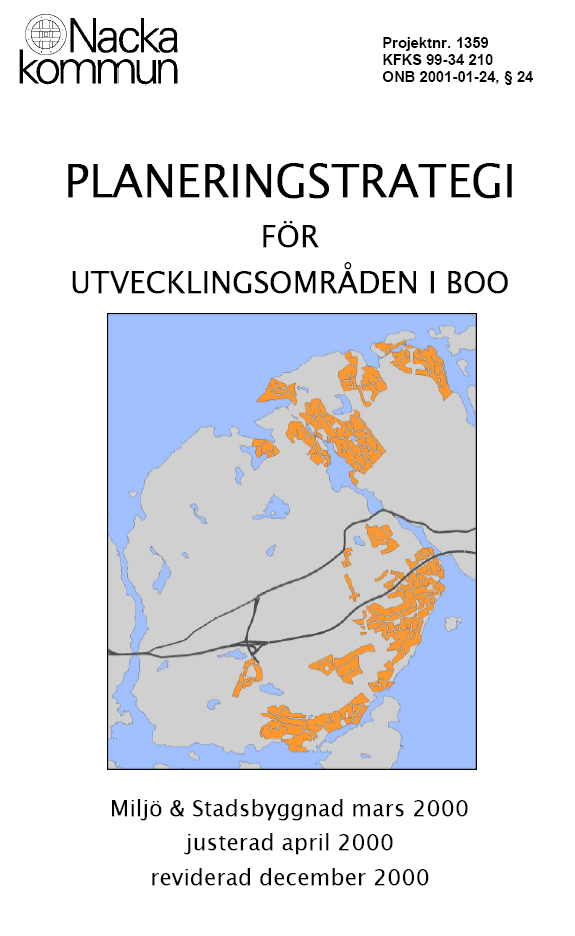 Nacka
kommun
Projektnr. 1359
KFKS 99-34 210
ONB 2001-01-24, § 24
PLANERINGSTRATEGI
FÖR
UTVECKLINGSOMRÅDEN I BOO
Miljö & Stadsbyggnad mars 2000
justerad april 2000
reviderad december 2000